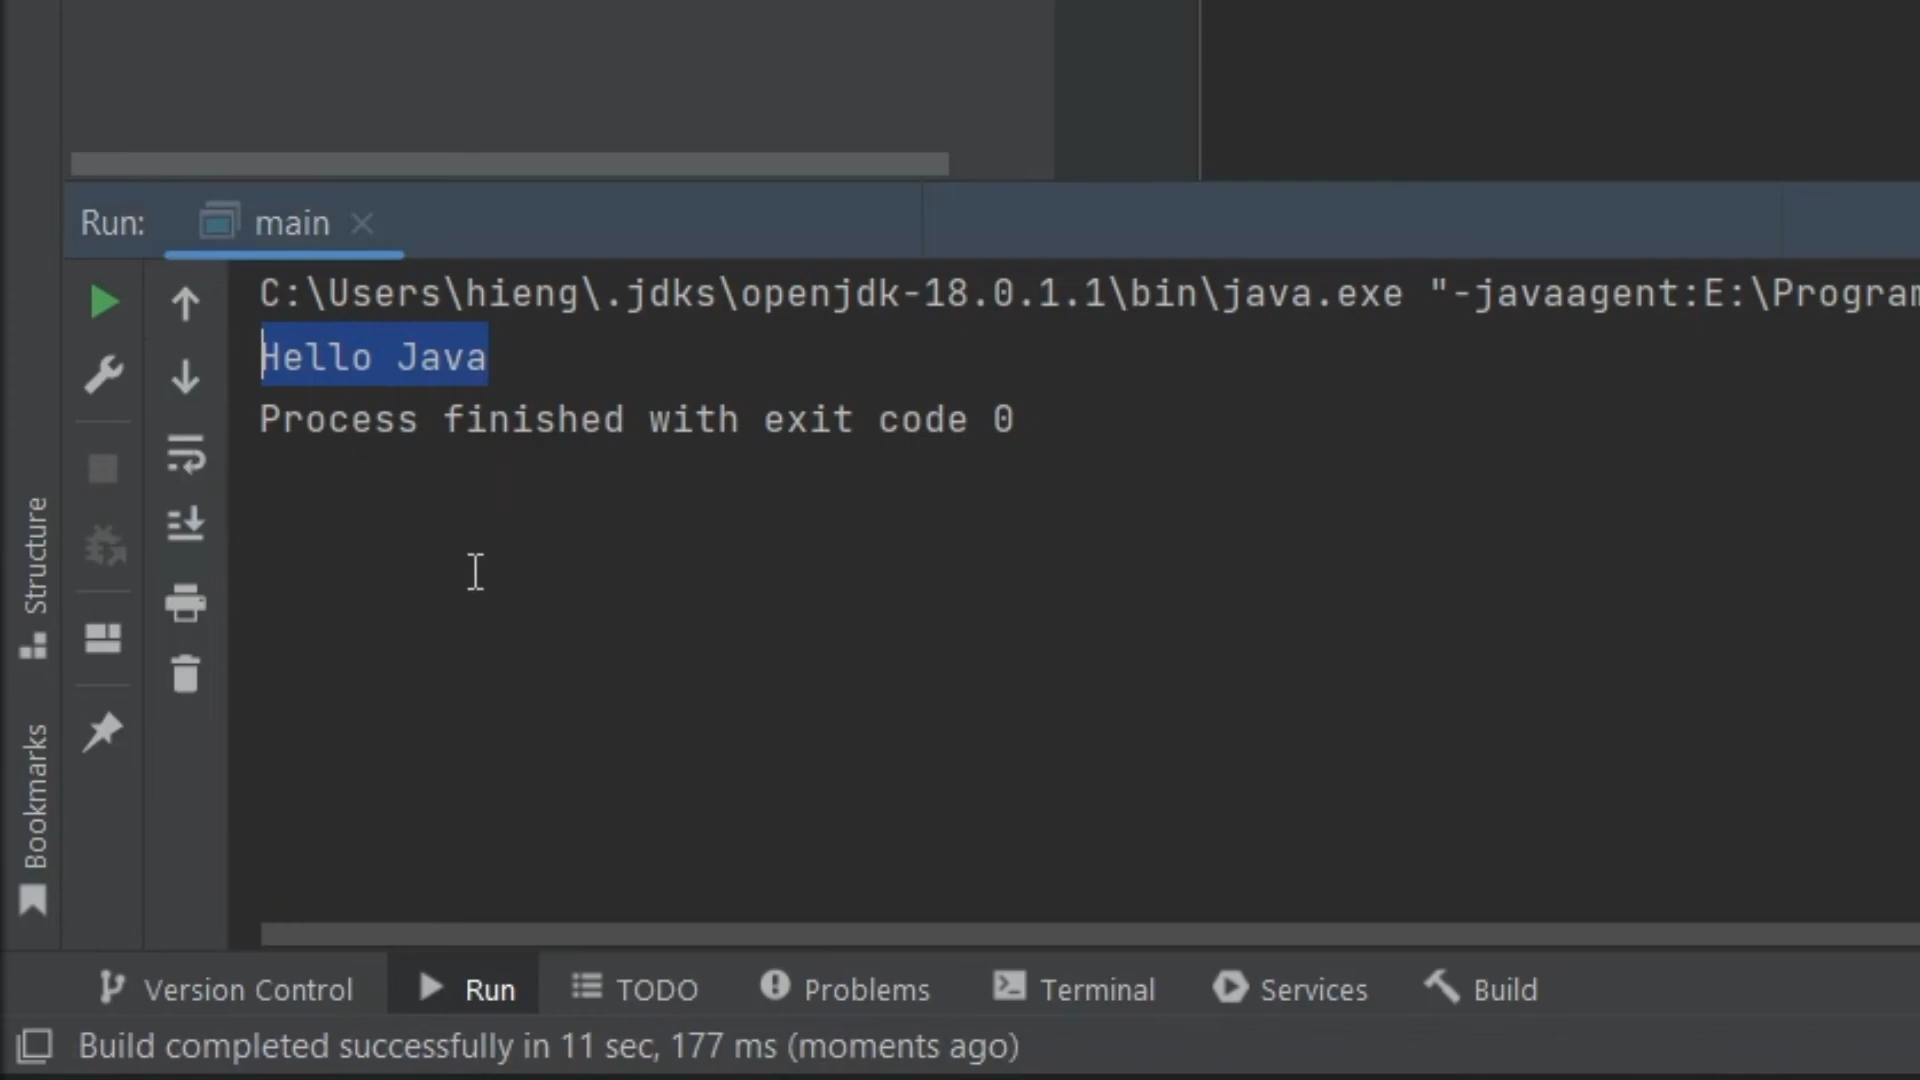 Run: main
C:\Users\hieng\.jdks\openjdk-18.0.1.1\bin\java.exe "-javaagent:E:\Program
Hello Java
Process finished with exit code 0
Structure
Bookmarks
Version Control Run TODO Problems Terminal Services Build
Build completed successfully in 11 sec, 177 ms (moments ago)